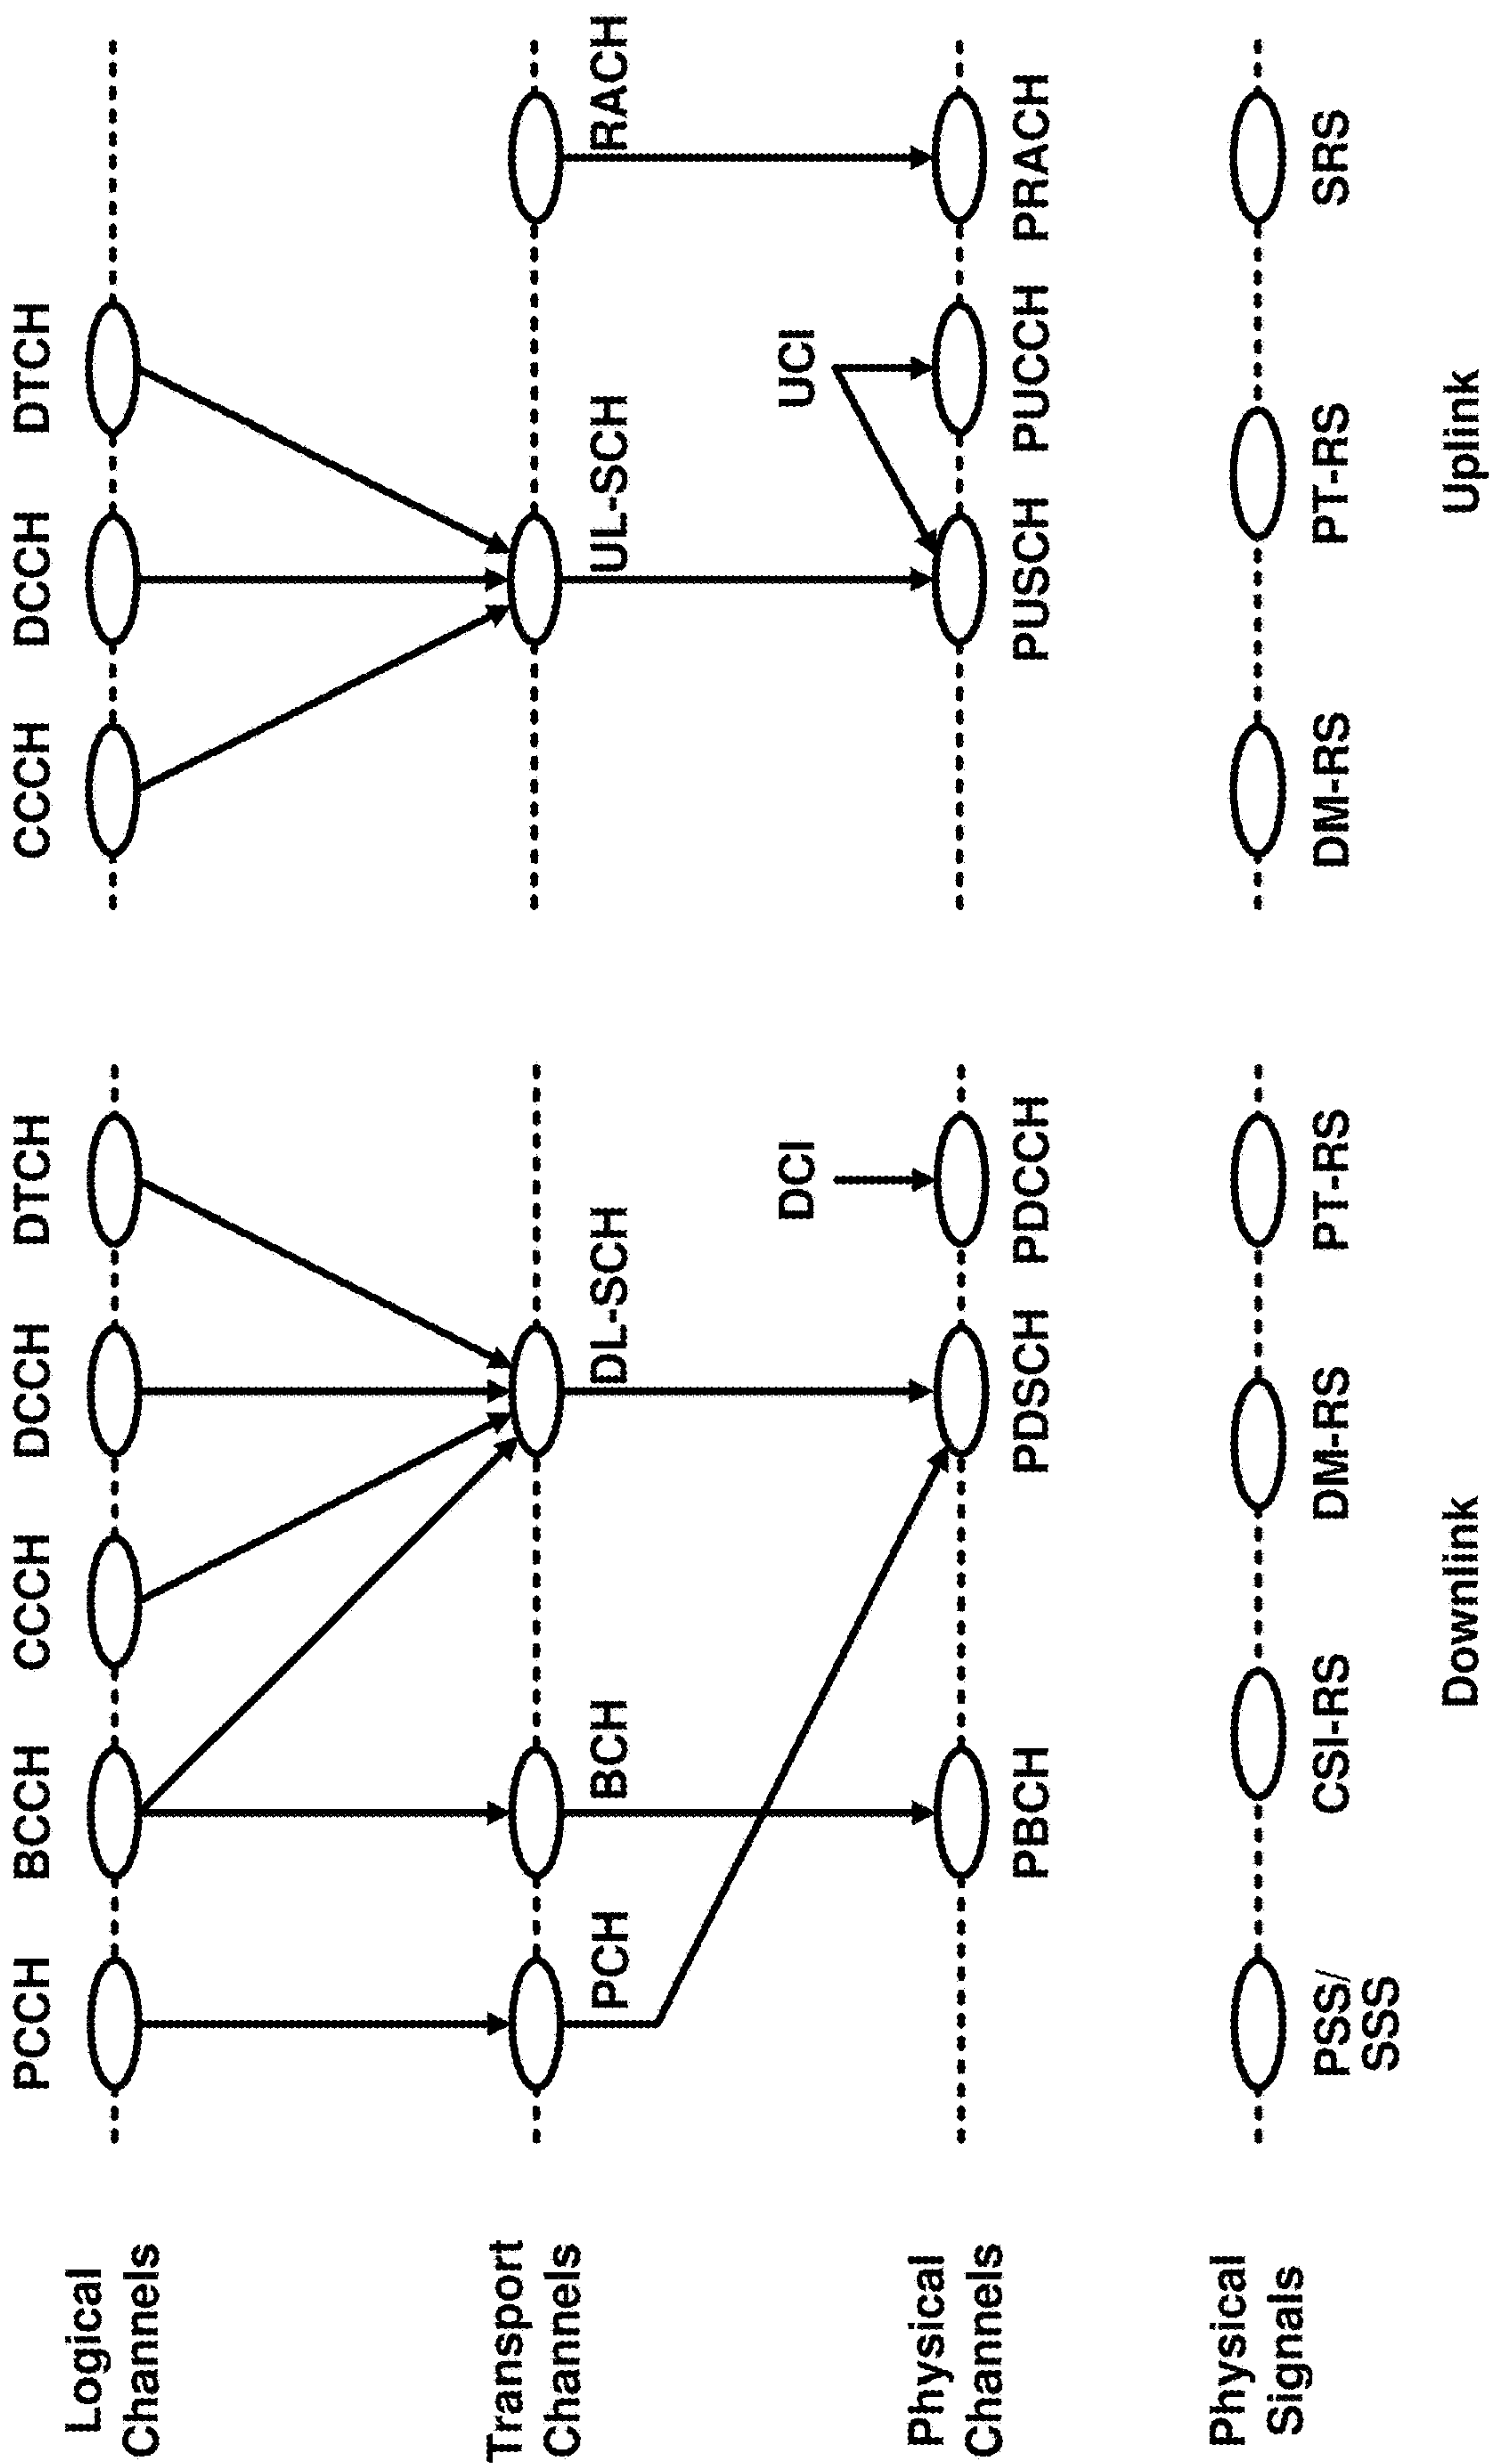 Logical
Channels
PCCH BCCH CCCH DCCH DTCH
CCCH DCCH DTCH
Transport
Channels
PCH BCH DL-SCH
UL-SCH RACH
DCI
UCI
Physical
Channels
PBCH PDSCH PDCCH
PUSCH PUCCH PRACH
Physical
Signals
PSS/
SSS
CSI-RS DM-RS PT-RS
DM-RS PT-RS SRS
Downlink
Uplink